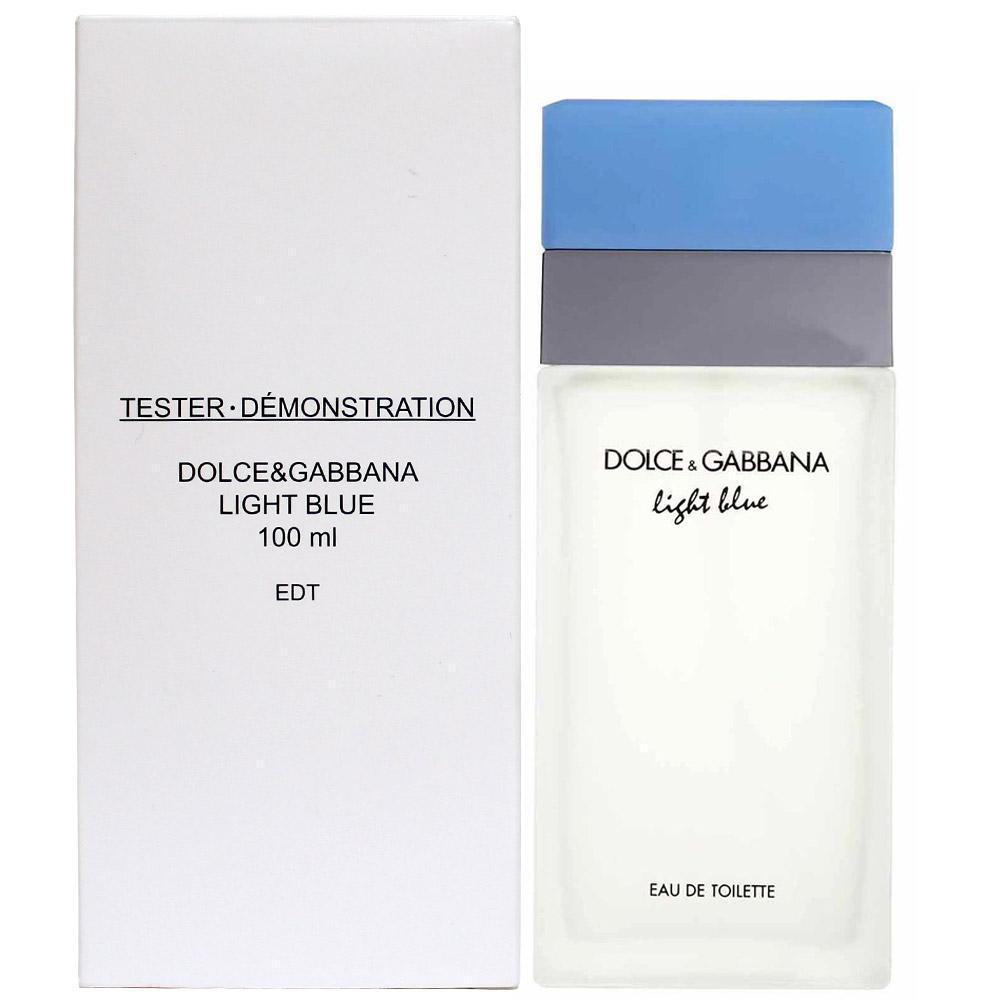 TESTER · DÉMONSTRATION
DOLCE&GABBANA
LIGHT BLUE
100 ml
EDT
DOLCE & GABBANA
light blue
EAU DE TOILETTE